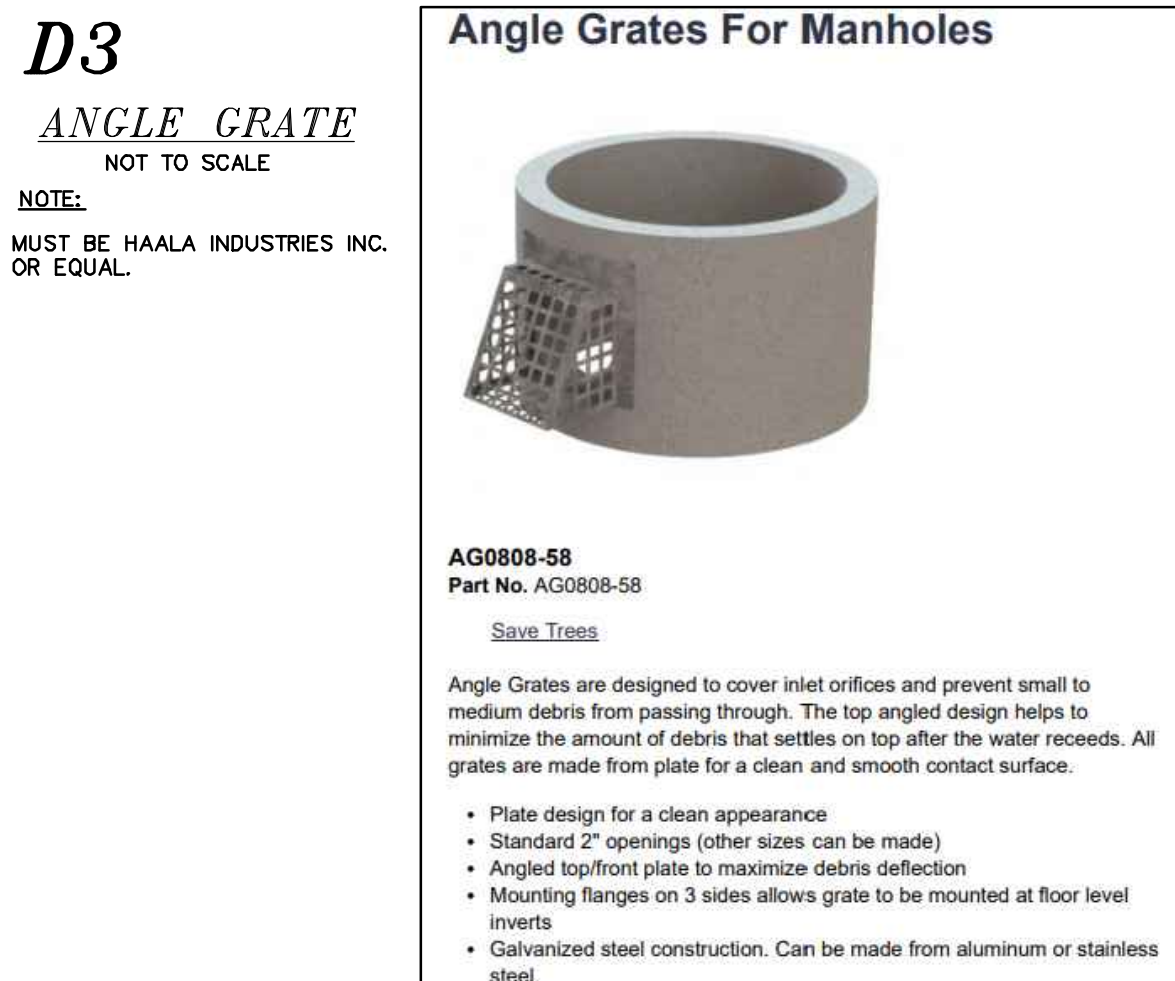 D3
ANGLE GRATE
NOT TO SCALE
NOTE:
MUST BE HAALA INDUSTRIES INC.
OR EQUAL.
Angle Grates For Manholes
AG0808-58
Part No. AG0808-58
Save Trees
Angle Grates are designed to cover inlet orifices and prevent small to
medium debris from passing through. The top angled design helps to
minimize the amount of debris that settles on top after the water receeds. All
grates are made from plate for a clean and smooth contact surface.
• Plate design for a clean appearance
• Standard 2" openings (other sizes can be made)
• Angled top/front plate to maximize debris deflection
• Mounting flanges on 3 sides allows grate to be mounted at floor level
inverts
• Galvanized steel construction. Can be made from aluminum or stainless
steel.